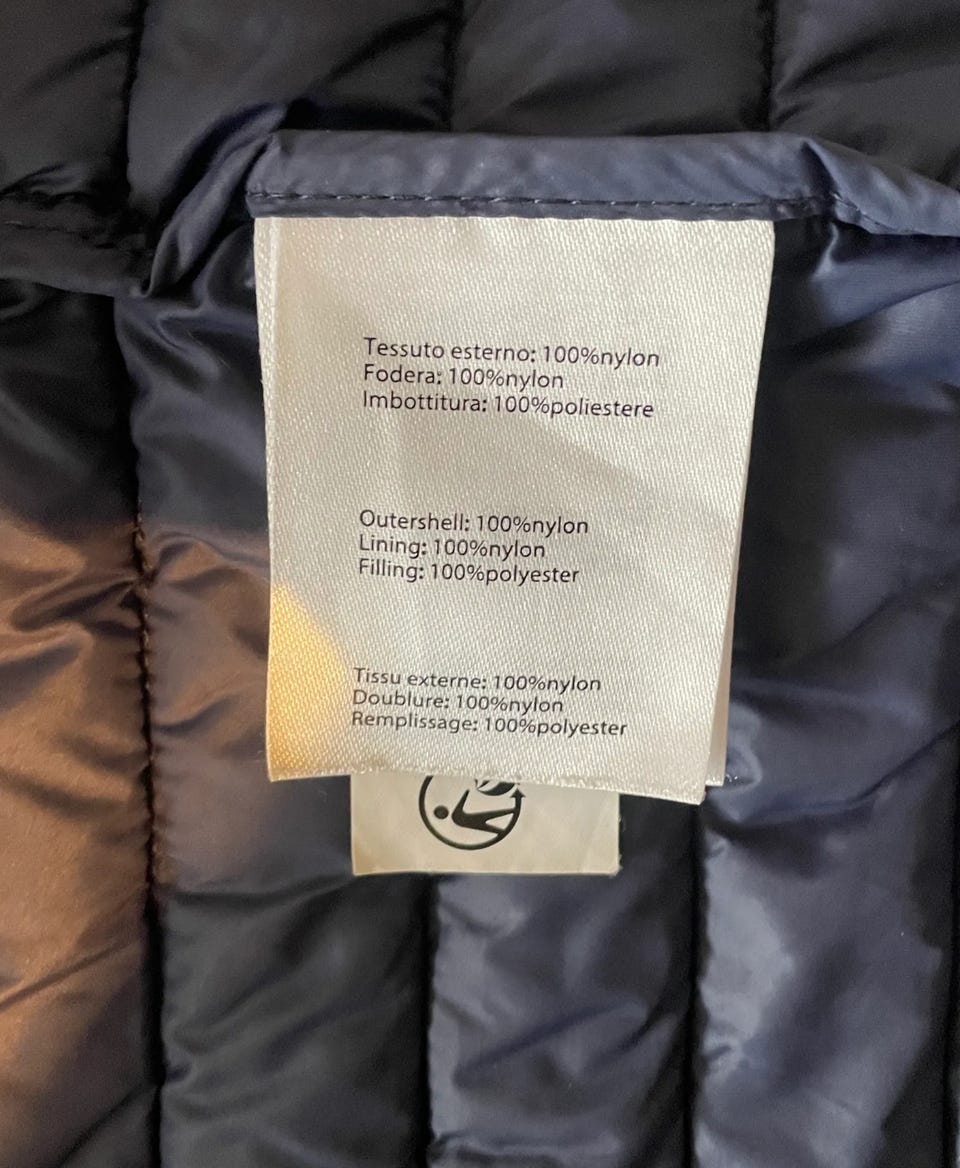 Tessuto esterno: 100%nylon
Fodera: 100%nylon
Imbottitura: 100%poliestere
Outershell: 100%nylon
Lining: 100%nylon
Filling: 100%polyester
Tissu externe: 100%nylon
Doublure: 100%nylon
Remplissage: 100%polyester